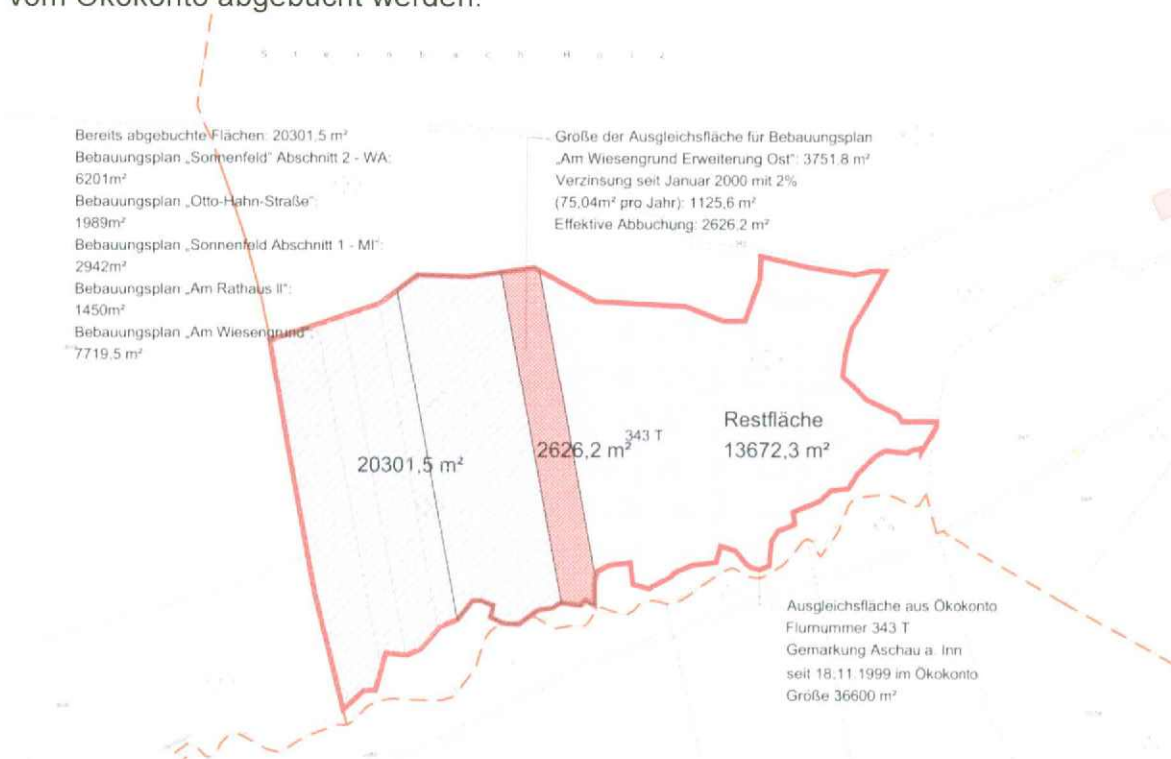 vom Ökokonto abgebucht werden.
S t e i n b a c h H o l z
Bereits abgebuchte Flächen: 20301,5 m²
Bebauungsplan „Sonnenfeld" Abschnitt 2 - WA:
6201m²
Bebauungsplan „Otto-Hahn-Straße":
1989m²
Bebauungsplan „Sonnenfeld Abschnitt 1 - MI":
2942m²
Bebauungsplan „Am Rathaus II":
1450m²
Bebauungsplan „Am Wiesengrund":
7719,5 m²
Größe der Ausgleichsfläche für Bebauungsplan
„Am Wiesengrund Erweiterung Ost": 3751,8 m²
Verzinsung seit Januar 2000 mit 2%
(75,04m² pro Jahr): 1125,6 m²
Effektive Abbuchung: 2626,2 m²
20301,5 m²
2626,2 m²
343 T
Restfläche
13672,3 m²
Ausgleichsfläche aus Ökokonto
Flurnummer 343 T
Gemarkung Aschau a. Inn
seit 18.11.1999 im Ökokonto
Größe 36600 m²